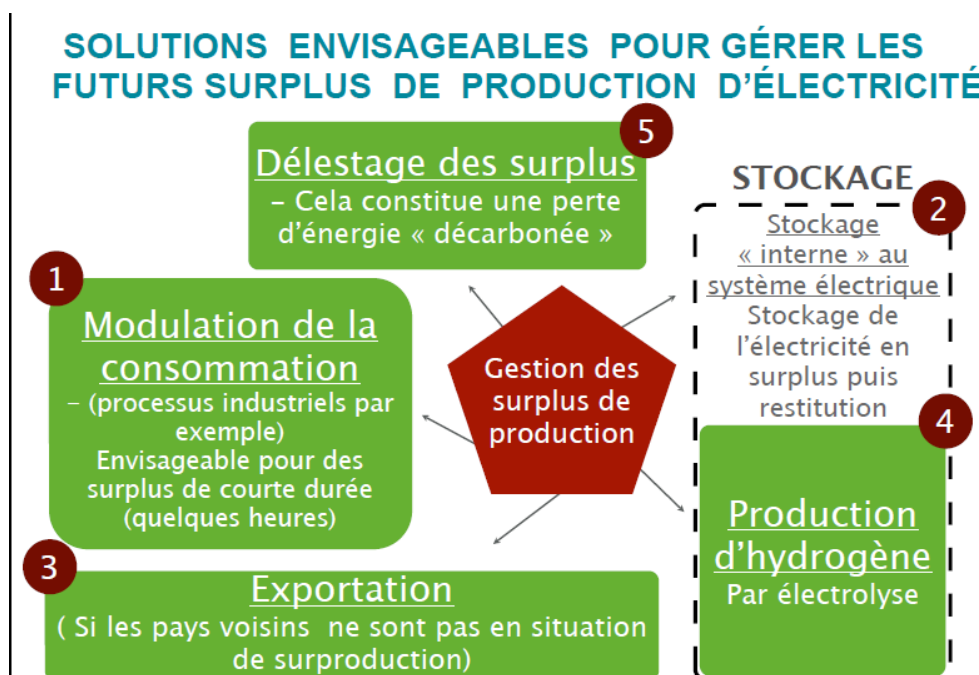 SOLUTIONS ENVISAGEABLES POUR GÉRER LES
FUTURS SURPLUS DE PRODUCTION D'ÉLECTRICITÉ
5
Délestage des surplus
– Cela constitue une perte
d'énergie « décarbonée »
STOCKAGE
2
Stockage
« interne » au
système électrique
Stockage de
l'électricité en
surplus puis
restitution
1
Modulation de la
consommation
– (processus industriels par
exemple)
Envisageable pour des
surplus de courte durée
(quelques heures)
Gestion des
surplus de
production
4
Production
d'hydrogène
Par électrolyse
3
Exportation
( Si les pays voisins ne sont pas en situation
de surproduction)